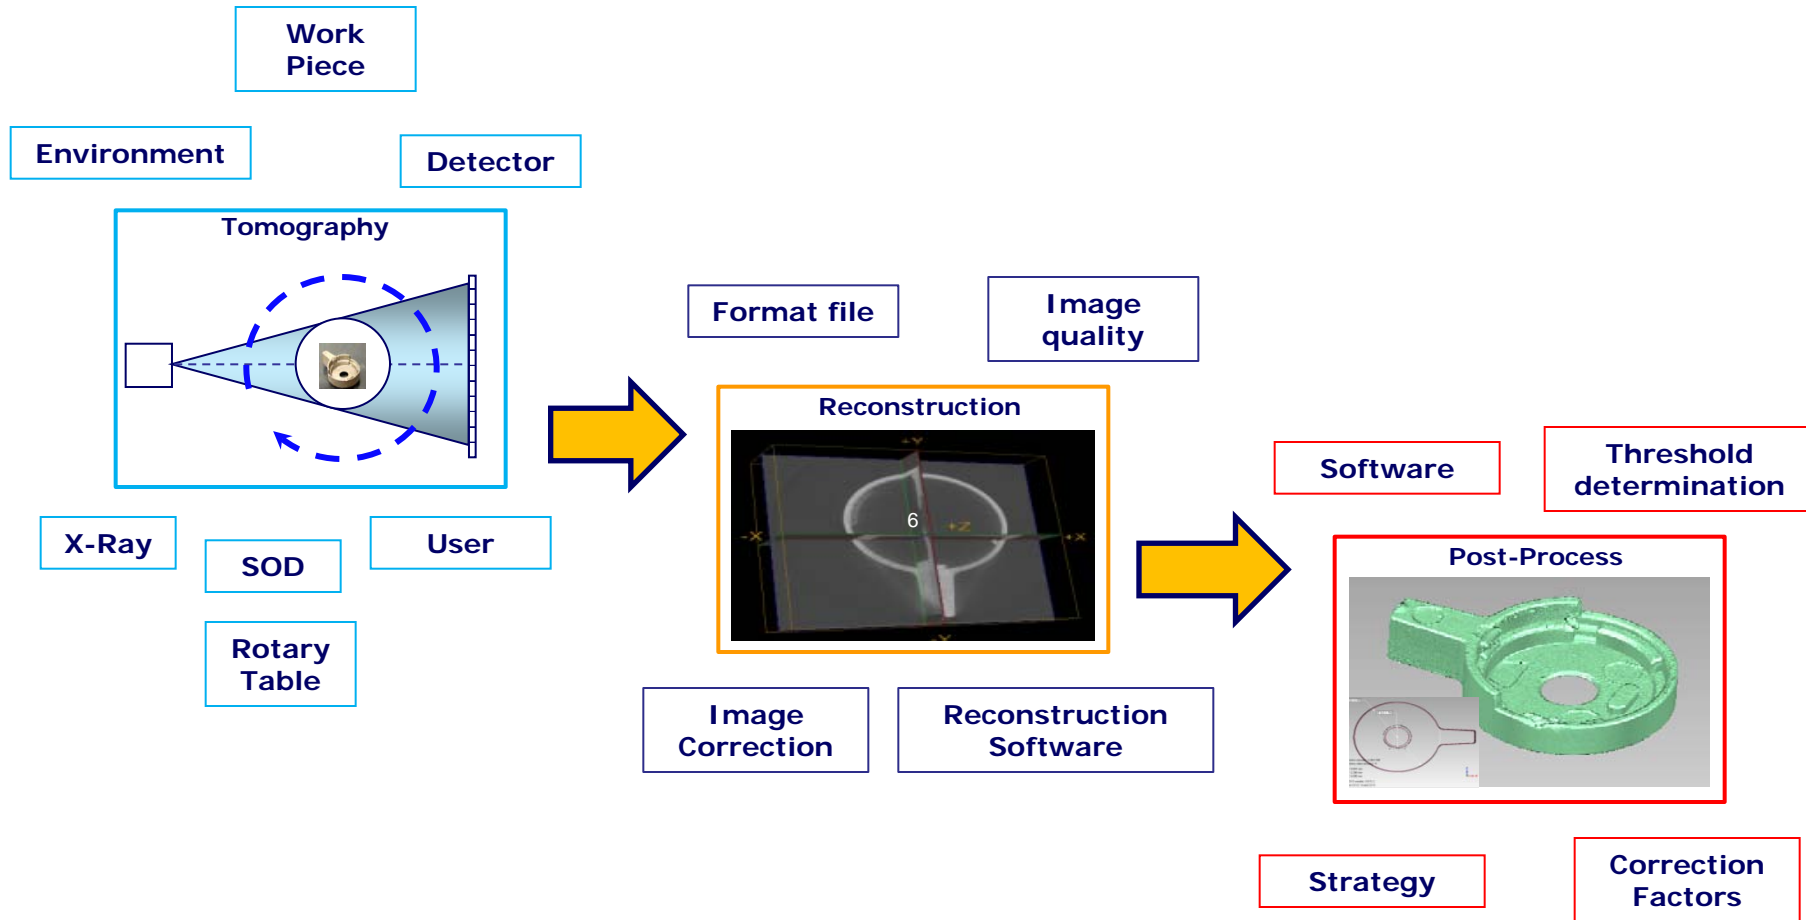 Work
Piece
Environment
Detector
Tomography
X-Ray
SOD
User
Rotary
Table
Format file
Image
quality
Reconstruction
+Y
6
-X
+Z
+X
-Y
Image
Correction
Reconstruction
Software
Software
Threshold
determination
Post-Process
Strategy
Correction
Factors